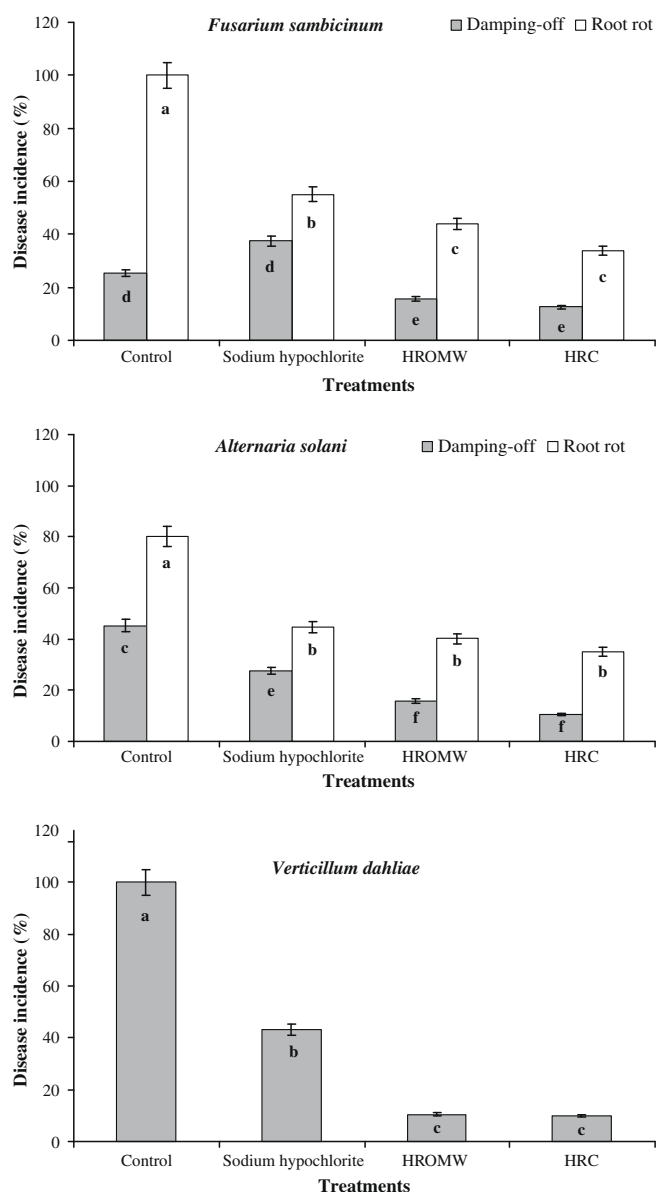 120
Fusarium sambicinum
Damping-off
Root rot
100
80
60
40
20
0
Disease incidence (%)
a
b
c
c
d
d
e
e
Control
Sodium hypochlorite
HROMW
HRC
Treatments
120
Alternaria solani
Damping-off
Root rot
100
80
60
40
20
0
Disease incidence (%)
a
b
b
b
c
e
f
f
Control
Sodium hypochlorite
HROMW
HRC
Treatments
120
Verticillum dahliae
100
80
60
40
20
0
Disease incidence (%)
a
b
c
c
Control
Sodium hypochlorite
HROMW
HRC
Treatments